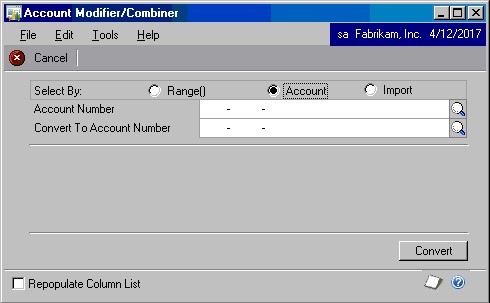 Account Modifier/Combiner
File Edit Tools Help sa Fabrikam, Inc. 4/12/2017
Cancel
Select By: Range() Account Import
Account Number - -
Convert To Account Number - -
Convert
Repopulate Column List